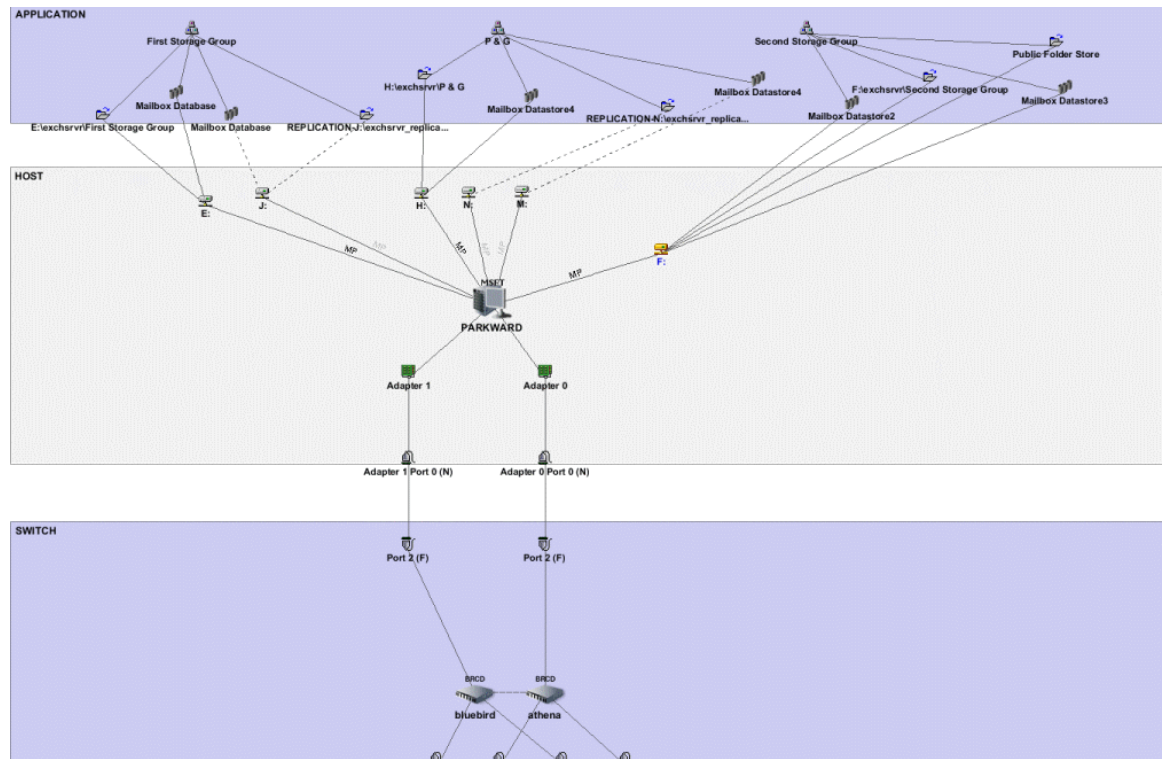 APPLICATION
First Storage Group
P & G
Second Storage Group
Public Folder Store
H:\exchsrvr\P & G
Mailbox Datastore4
F:\exchsrvr\Second Storage Group
Mailbox Database
Mailbox Datastore4
Mailbox Datastore3
E:\exchsrvr\First Storage Group
Mailbox Database
REPLICATION-J:\exchsrvr_replica...
REPLICATION-N:\exchsrvr_replica...
Mailbox Datastore2
HOST
E:
J:
H:
N:
M:
F:
MP
MP
MP
MP
MP
MP
MSFT
PARKWARD
Adapter 1
Adapter 0
Adapter 1 Port 0 (N)
Adapter 0 Port 0 (N)
SWITCH
Port 2 (F)
Port 2 (F)
BRCD
BRCD
bluebird
athena